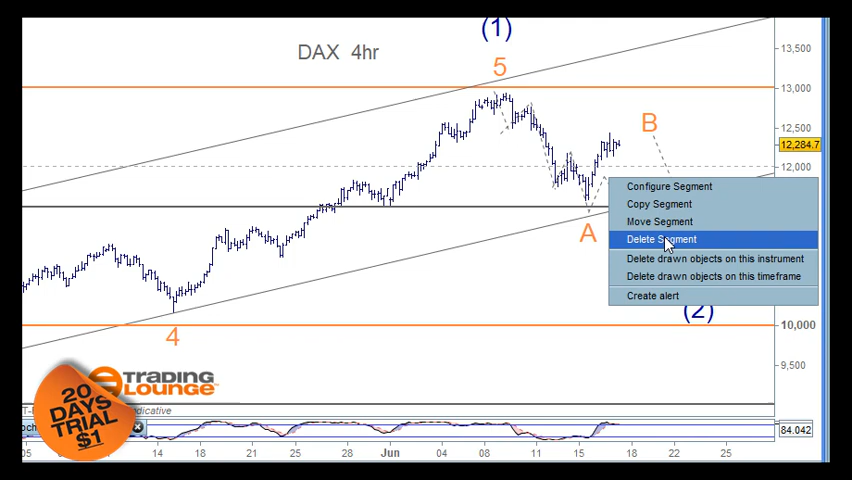 (1)
DAX 4hr
5
13,500
13,000
B
12,500
12,284.7
12,000
Configure Segment
Copy Segment
Move Segment
Delete Segment
Delete drawn objects on this instrument
Delete drawn objects on this timeframe
Create alert
A
(2)
4
10,000
9,500
TRADING
LOUNGE
20
DAYS
TRIAL
$1
84.042
05
14
18
21
25
28
Jun
04
08
11
15
18
22
25